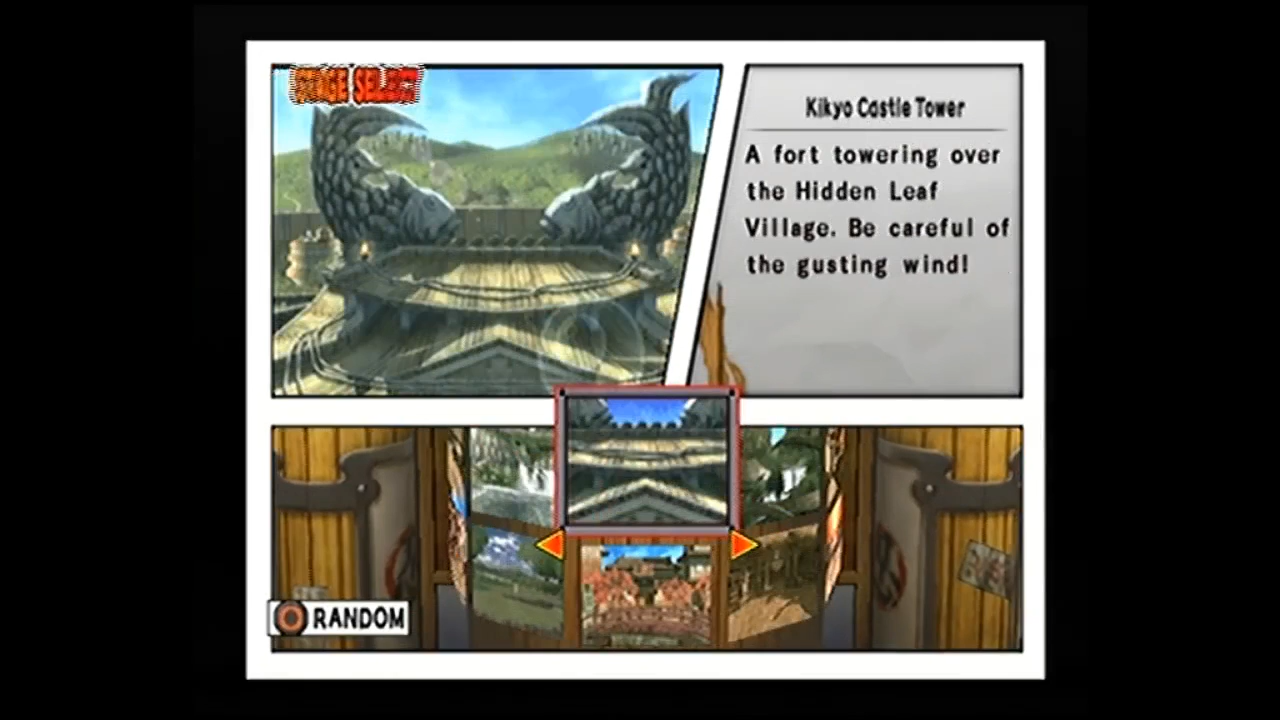 STAGE SELECT
Kikyo Castle Tower
A fort towering over
the Hidden Leaf
Village. Be careful of
the gusting wind!
RANDOM